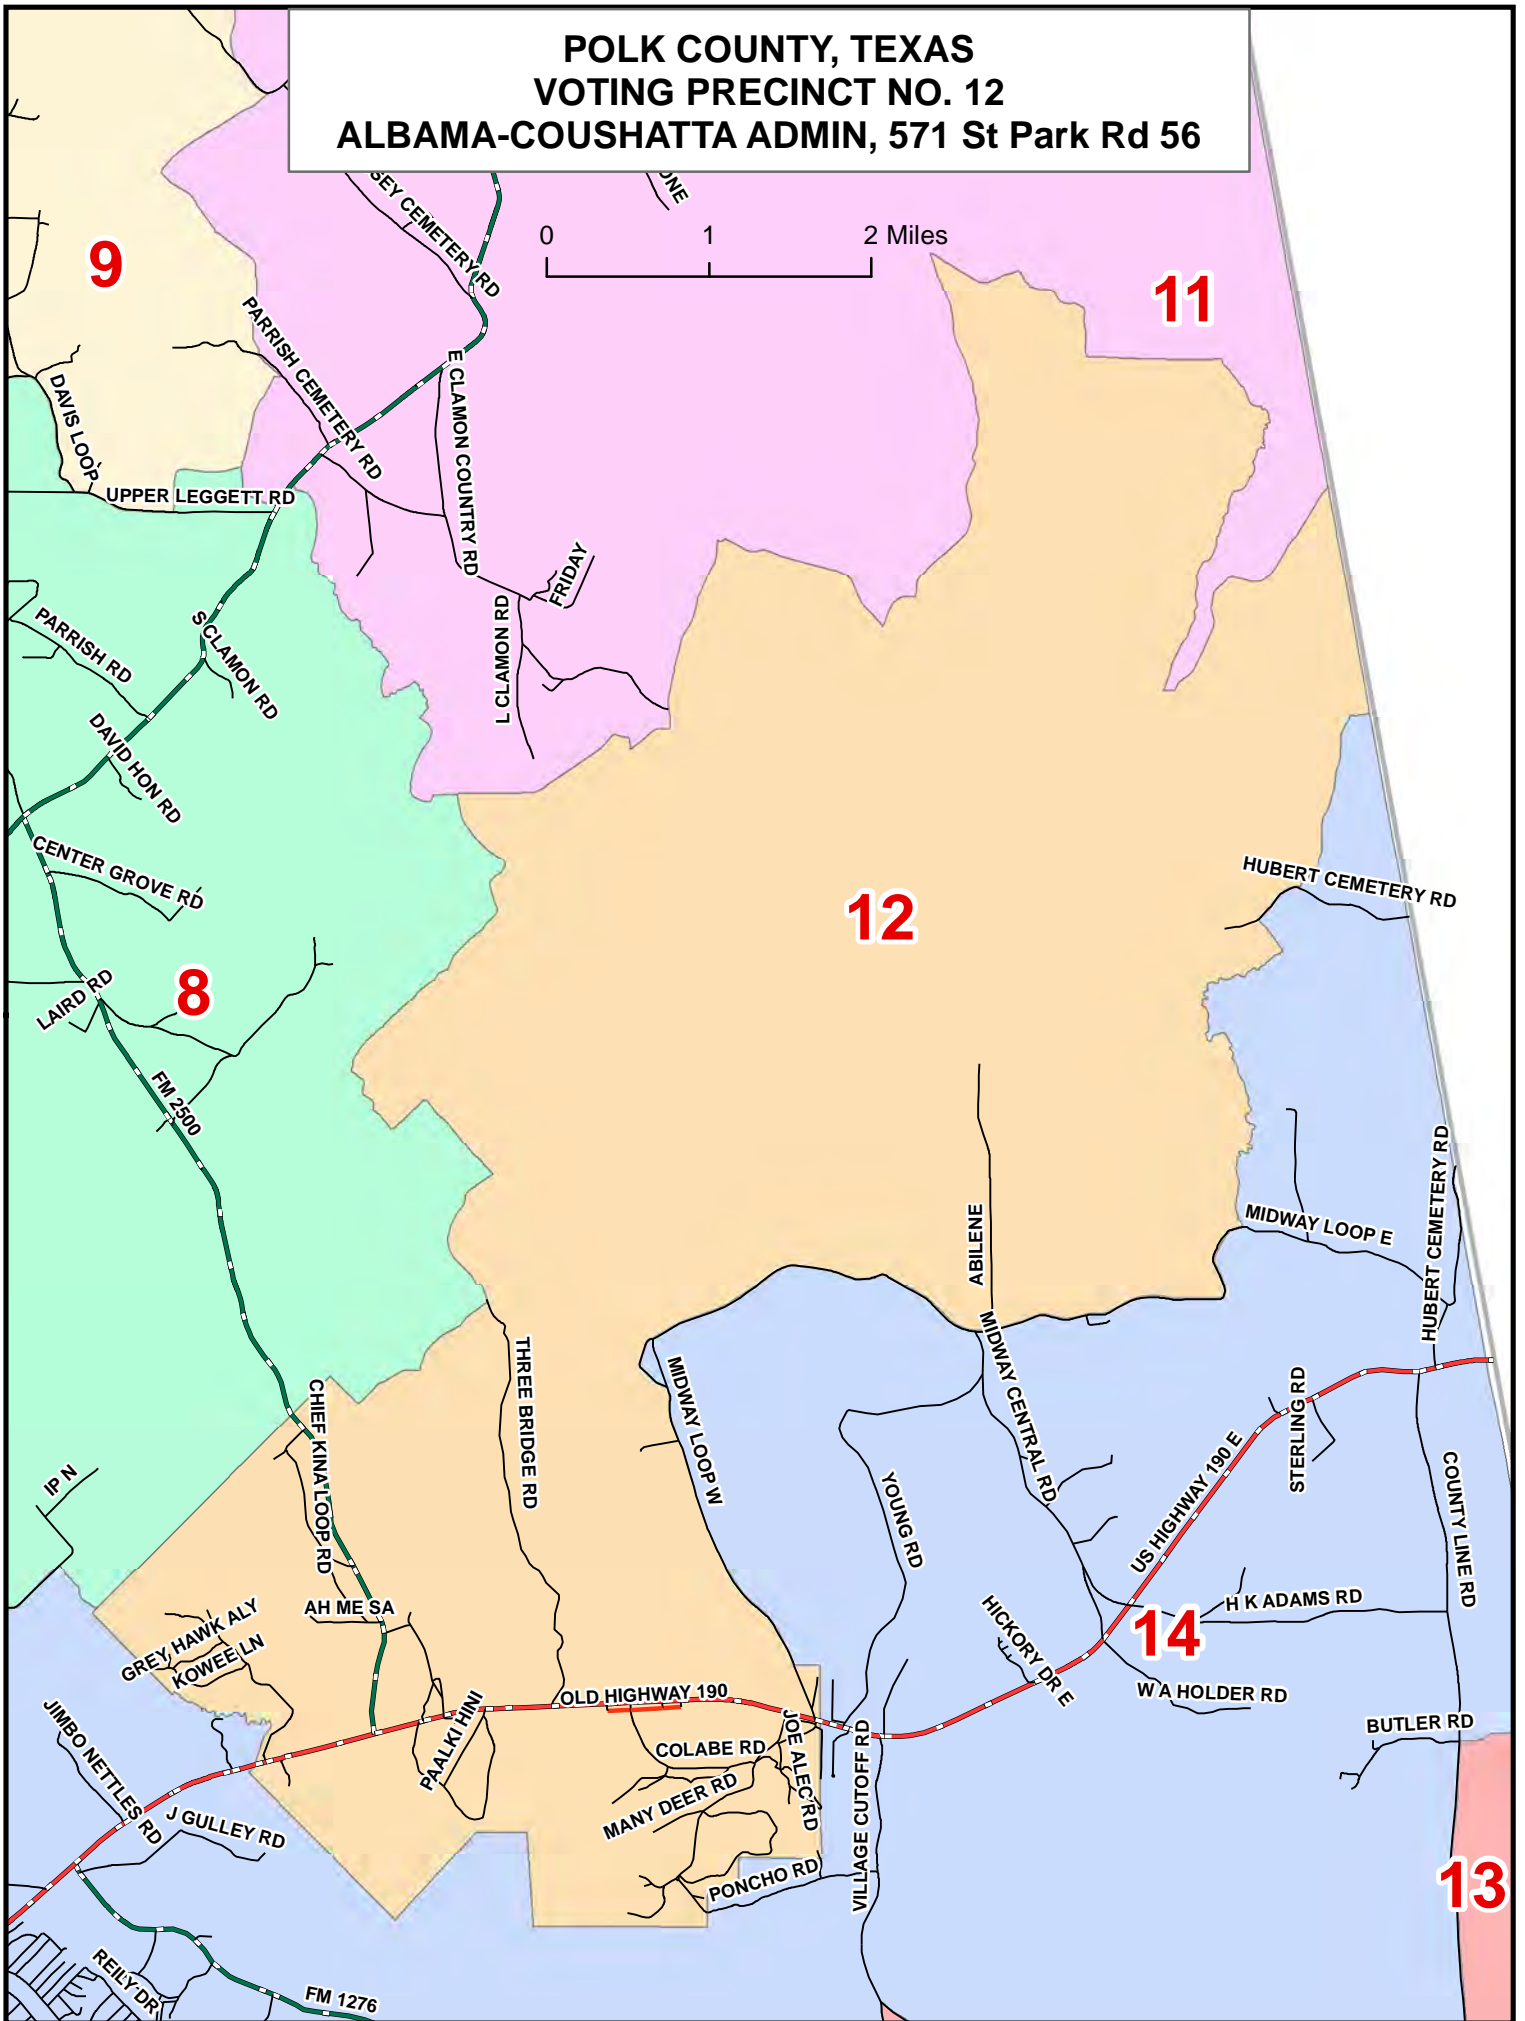 POLK COUNTY, TEXAS
VOTING PRECINCT NO. 12
ALBAMA-COUSHATTA ADMIN, 571 St Park Rd 56
SEY CEMETERY RD
ONE
0 1 2 Miles
9
11
PARRISH CEMETERY RD
E CLAMON COUNTRY RD
DAVIS LOOP
UPPER LEGGETT RD
FRIDAY
L CLAMON RD
PARRISH RD
S CLAMON RD
DAVID HON RD
CENTER GROVE RD
HUBERT CEMETERY RD
12
8
LAIRD RD
FM 2500
ABILENE
MIDWAY LOOP E
HUBERT CEMETERY RD
THREE BRIDGE RD
MIDWAY LOOP W
MIDWAY CENTRAL RD
STERLING RD
CHIEF KINA LOOP RD
US HIGHWAY 190 E
COUNTY LINE RD
IP N
YOUNG RD
AH ME SA
H K ADAMS RD
GREY HAWK ALY
KOWEE LN
HICKORY DR E
14
JIMBO NETTLES RD
OLD HIGHWAY 190
W A HOLDER RD
PAALKI HINI
JOE ALEC RD
BUTLER RD
COLABE RD
MANY DEER RD
VILLAGE CUTOFF RD
J GULLEY RD
PONCHO RD
13
REILY DR
FM 1276